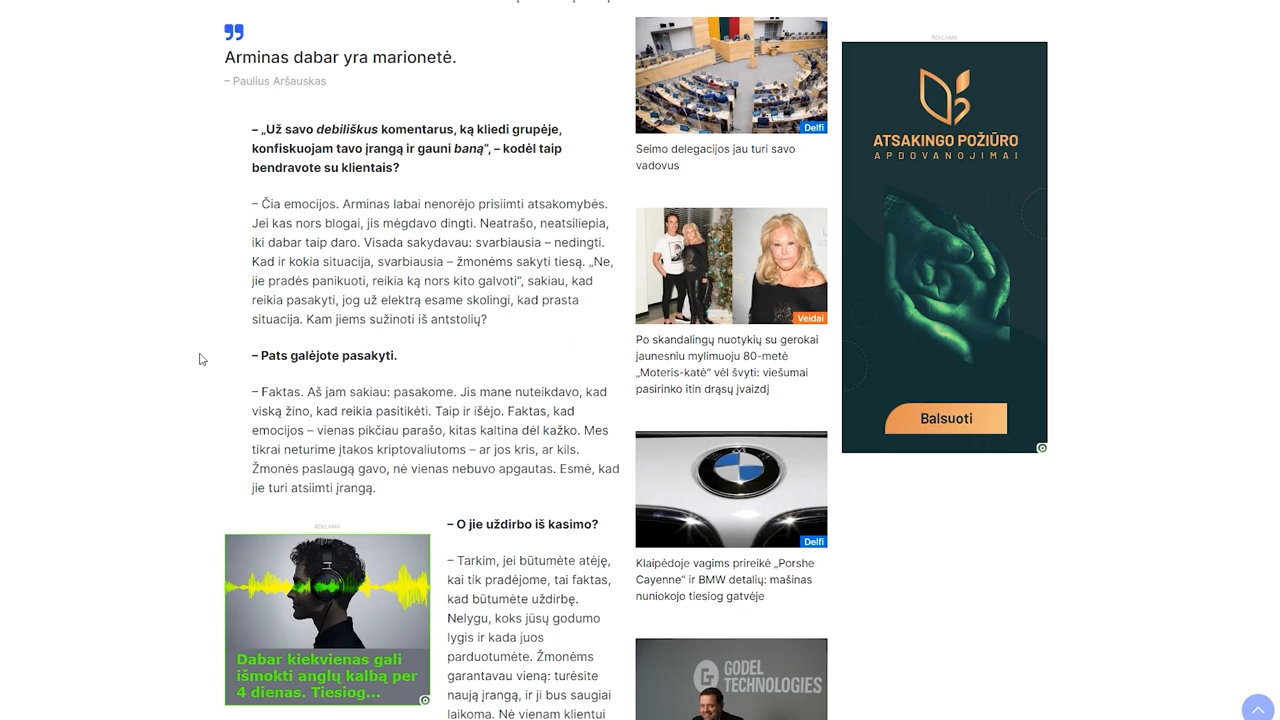 Arminas dabar yra marionetė.
– Paulius Aršauskas
– „Už savo debiliškus komentarus, ką kliedi grupėje,
konfiskuojam tavo įrangą ir gauni baną“, – kodėl taip
bendravote su klientais?
– Čia emocijos. Arminas labai nenorėjo prisiimti atsakomybės.
Jei kas nors blogai, jis mėgdavo dingti. Neatrašo, neatsiliepia,
iki dabar taip daro. Visada sakydavau: svarbiausia – nedingti.
Kad ir kokia situacija, svarbiausia – žmonėms sakyti tiesą. „Ne,
jie pradės panikuoti, reikia ką nors kito galvoti“, sakiau, kad
reikia pasakyti, jog už elektrą esame skolingi, kad prasta
situacija. Kam jiems sužinoti iš antstolių?
– Pats galėjote pasakyti.
– Faktas. Aš jam sakiau: pasakome. Jis mane nuteikdavo, kad
viską žino, kad reikia pasitikėti. Taip ir išėjo. Faktas, kad
emocijos – vienas pikčiau parašo, kitas kaltina dėl kažko. Mes
tikrai neturime įtakos kriptovaliutoms – ar jos kris, ar kils.
Žmonės paslaugą gavo, nė vienas nebuvo apgautas. Esmė, kad
jie turi atsiimti įrangą.
REKLAMA
Dabar kiekvienas gali
išmokti anglų kalbą per
4 dienas. Tiesiog...
– O jie uždirbo iš kasimo?
– Tarkim, jei būtumėte atėję,
kai tik pradėjome, tai faktas,
kad būtumėte uždirbę.
Nelygu, koks jūsų godumo
lygis ir kada juos
parduotumėte. Žmonėms
garantavau vieną: turėsite
naują įrangą, ir ji bus saugiai
laikoma. Nė vienam klientui
Delfi
Seimo delegacijos jau turi savo
vadovus
Veidai
Po skandalingų nuotykių su gerokai
jaunesniu mylimuoju 80-metė
„Moteris-katė“ vėl švyti: viešumai
pasirinko itin drąsų įvaizdį
Delfi
Klaipėdoje vagims prireikė „Porshe
Cayenne“ ir BMW detalių: mašinas
nuniokojo tiesiog gatvėje
GODEL
TECHNOLOGIES
REKLAMA
ATSAKINGO POŽIŪRO
APDOVANOJIMAI
Balsuoti